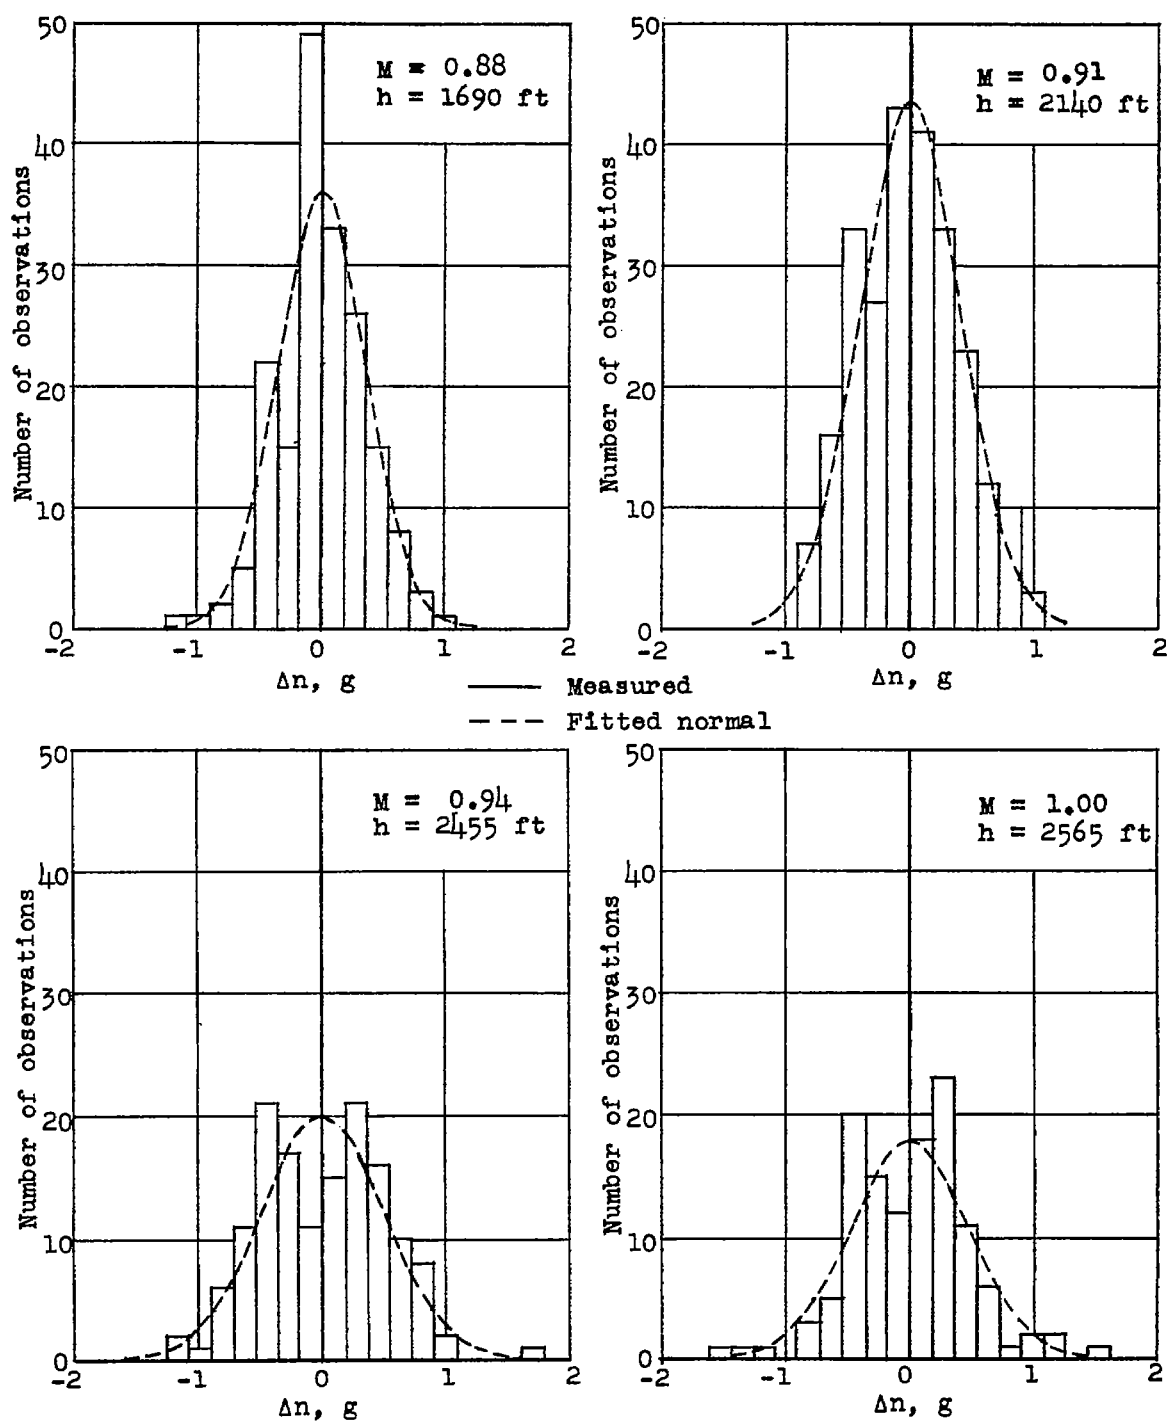 50
40
30
20
10
0
-2 -1 0 1 2
Number of observations
M = 0.88
h = 1690 ft
Δn, g
50
40
30
20
10
0
-2 -1 0 1 2
Number of observations
M = 0.91
h = 2140 ft
Δn, g
Measured
Fitted normal
50
40
30
20
10
0
-2 -1 0 1 2
Number of observations
M = 0.94
h = 2455 ft
Δn, g
50
40
30
20
10
0
-2 -1 0 1 2
Number of observations
M = 1.00
h = 2565 ft
Δn, g